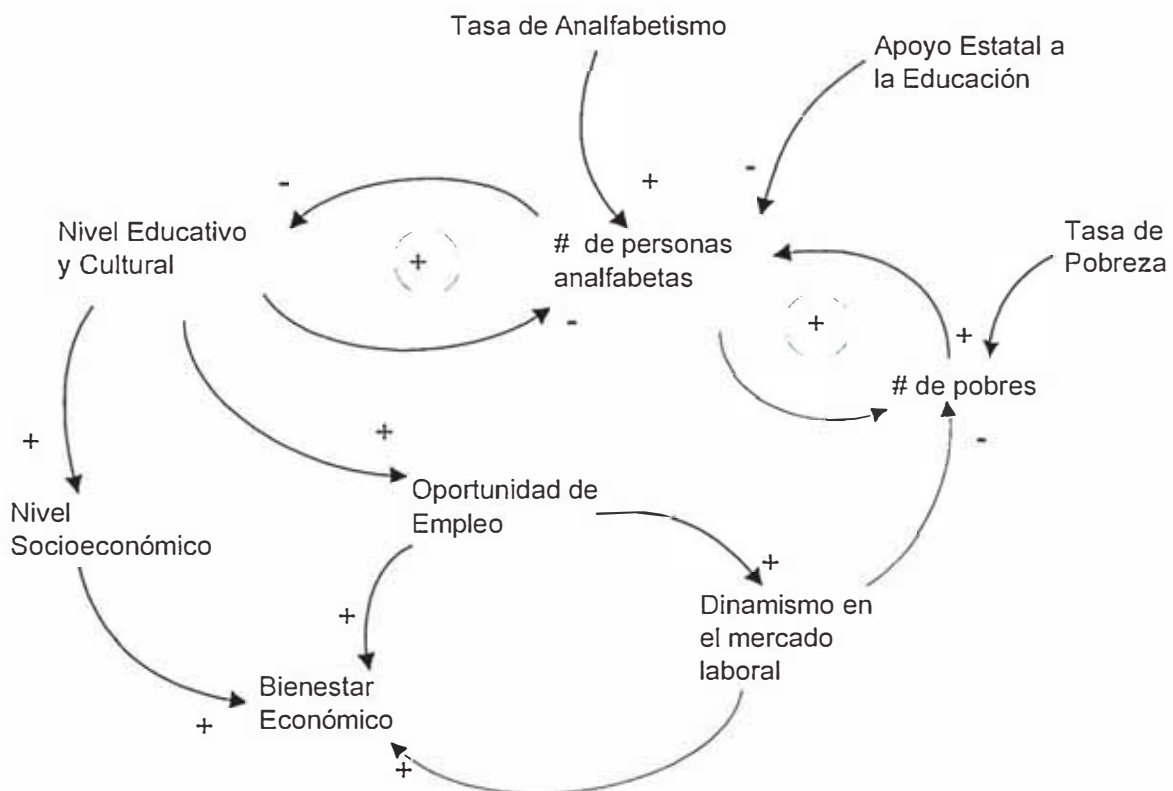 Tasa de Analfabetismo
Apoyo Estatal a
la Educación
-
+
-
Nivel Educativo
y Cultural
+
# de personas
analfabetas
Tasa de
Pobreza
-
+
+
# de pobres
+
+
-
Oportunidad de
Empleo
Nivel
Socioeconómico
+
Dinamismo en
el mercado
laboral
+
Bienestar
Económico
+
+